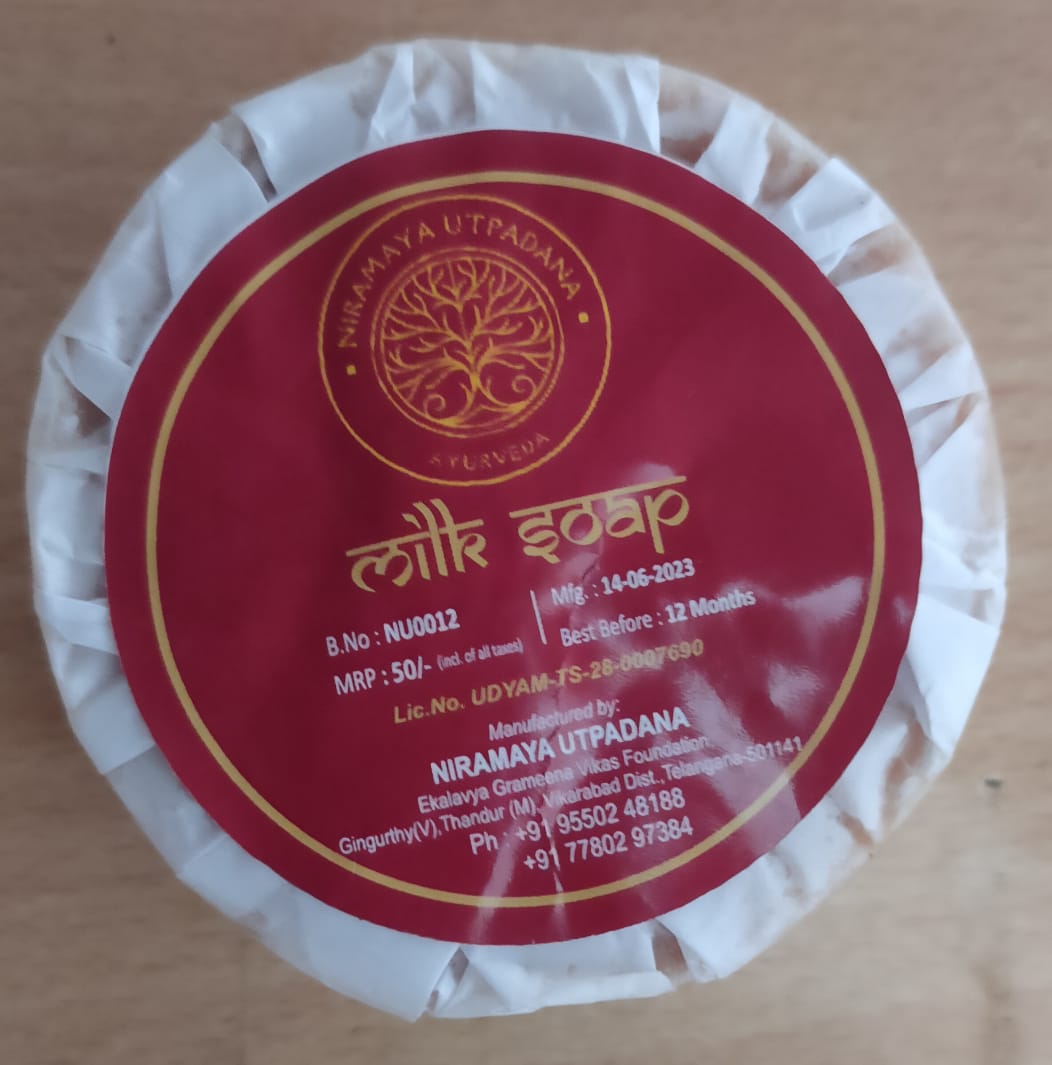 NIRAMAYA UTPADANA
AYURVEDA
Milk Soap
B.No : NU0012
MRP : 50/- (incl. of all taxes)
Mfg. : 14-06-2023
Best Before : 12 Months
Lic.No. UDYAM-TS-28-0007690
Manufactured by:
NIRAMAYA UTPADANA
Ekalavya Grameena Vikas Foundation,
Gingurthy(V),Thandur (M), Vikarabad Dist.,Telangana-501141
Ph : +91 95502 48188
+91 77802 97384